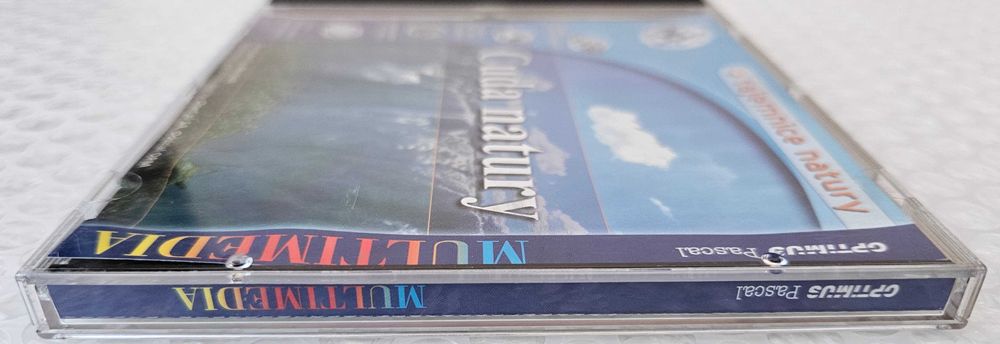 Tajemnice natury
Cuda natury
OPTIMUS Pascal MULTIMEDIA
OPTIMUS Pascal MULTIMEDIA